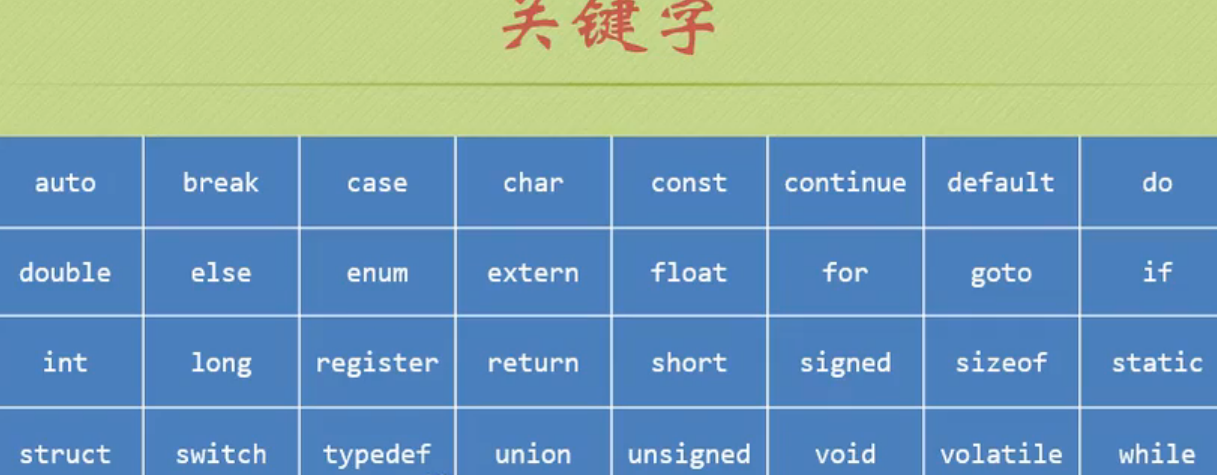 关键字
auto break case char const continue default do
double else enum extern float for goto if
int long register return short signed sizeof static
struct switch typedef union unsigned void volatile while